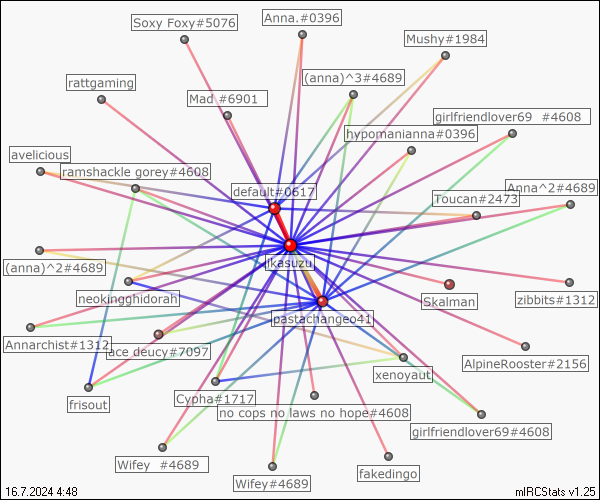 Soxy Foxy#5076
Anna.#0396
Mushy#1984
(anna)^3#4689
rattgaming
Mad #6901
girlfriendlover69 #4608
hypomanianna#0396
avelicious
ramshackle gorey#4608
default#0617
Anna^2#4689
Toucan#2473
jkasuzuj
(anna)^2#4689
neokingghidorah
Skalman
zibbits#1312
pastachangeo41
Annarchist#1312
ace deucy#7097
AlpineRooster#2156
xenoyaut
frisout
Cypha#1717
no cops no laws no hope#4608
girlfriendlover69#4608
Wifey #4689
Wifey#4689
fakedingo
16.7.2024 4:48
mIRCStats v1.25